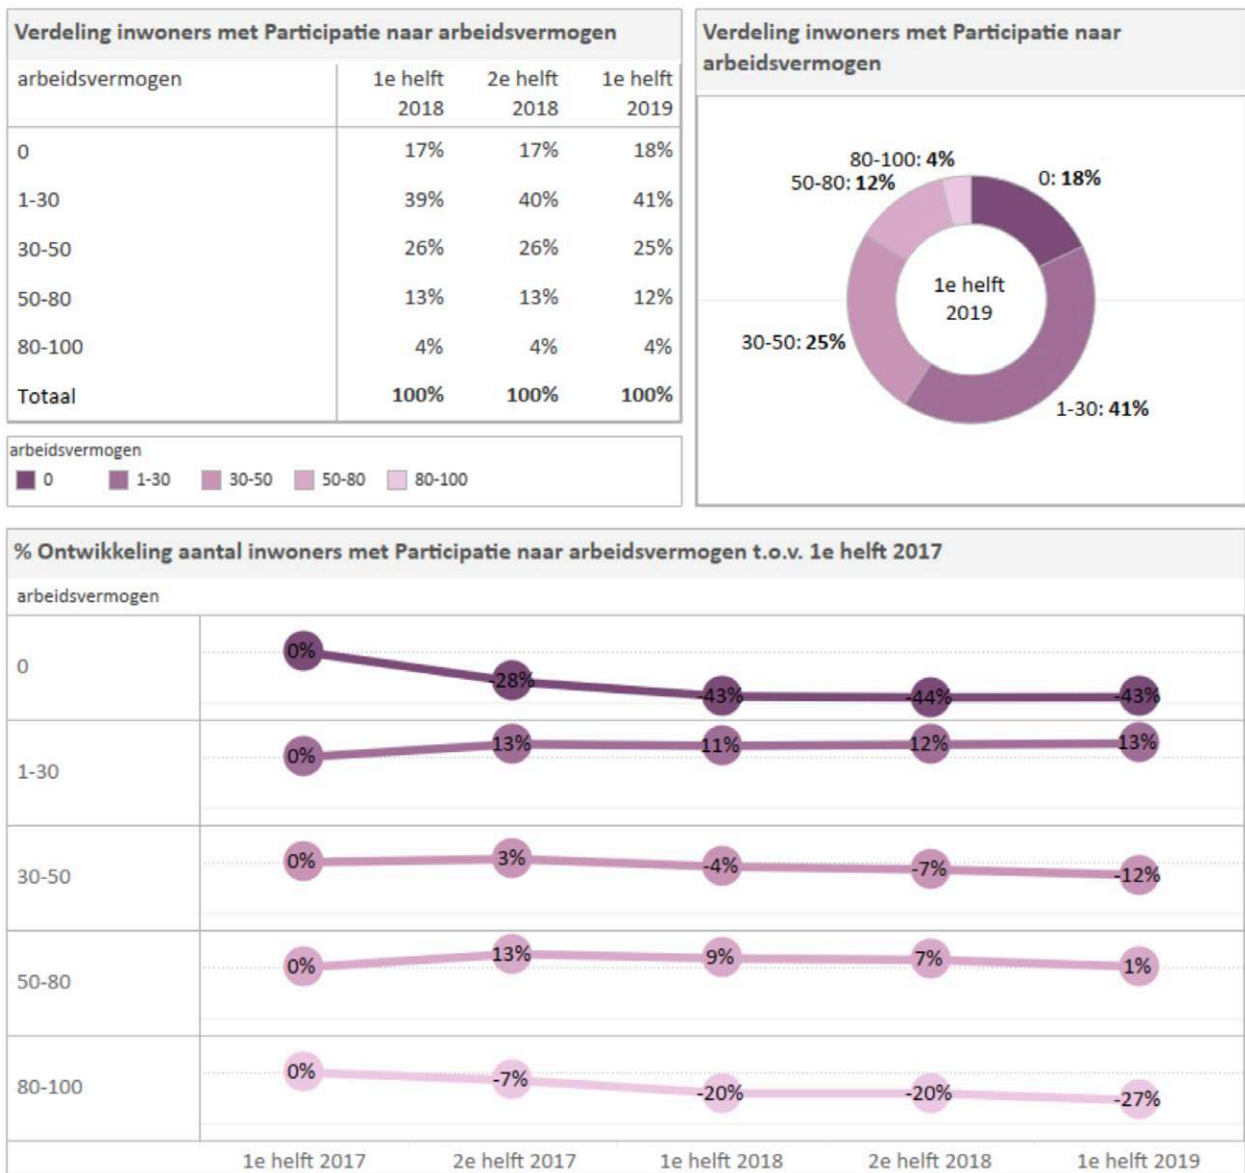 Verdeling inwoners met Participatie naar arbeidsvermogen
arbeidsvermogen 1e helft 2018 2e helft 2018 1e helft 2019
0 17% 17% 18%
1-30 39% 40% 41%
30-50 26% 26% 25%
50-80 13% 13% 12%
80-100 4% 4% 4%
Totaal 100% 100% 100%
arbeidsvermogen
0 1-30 30-50 50-80 80-100
Verdeling inwoners met Participatie naar
arbeidsvermogen
80-100: 4%
50-80: 12%
0: 18%
1e helft
2019
30-50: 25%
1-30: 41%
% Ontwikkeling aantal inwoners met Participatie naar arbeidsvermogen t.o.v. 1e helft 2017
arbeidsvermogen
0 0% -28% -43% -44% -43%
1-30 0% 13% 11% 12% 13%
30-50 0% 3% -4% -7% -12%
50-80 0% 13% 9% 7% 1%
80-100 0% -7% -20% -20% -27%
1e helft 2017 2e helft 2017 1e helft 2018 2e helft 2018 1e helft 2019